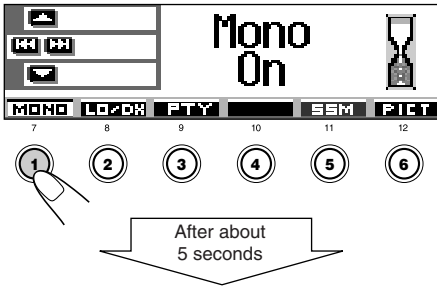 Mono
On
MONO LO/DX PTY SSM PICT
7 8 9 10 11 12
1 2 3 4 5 6
After about
5 seconds